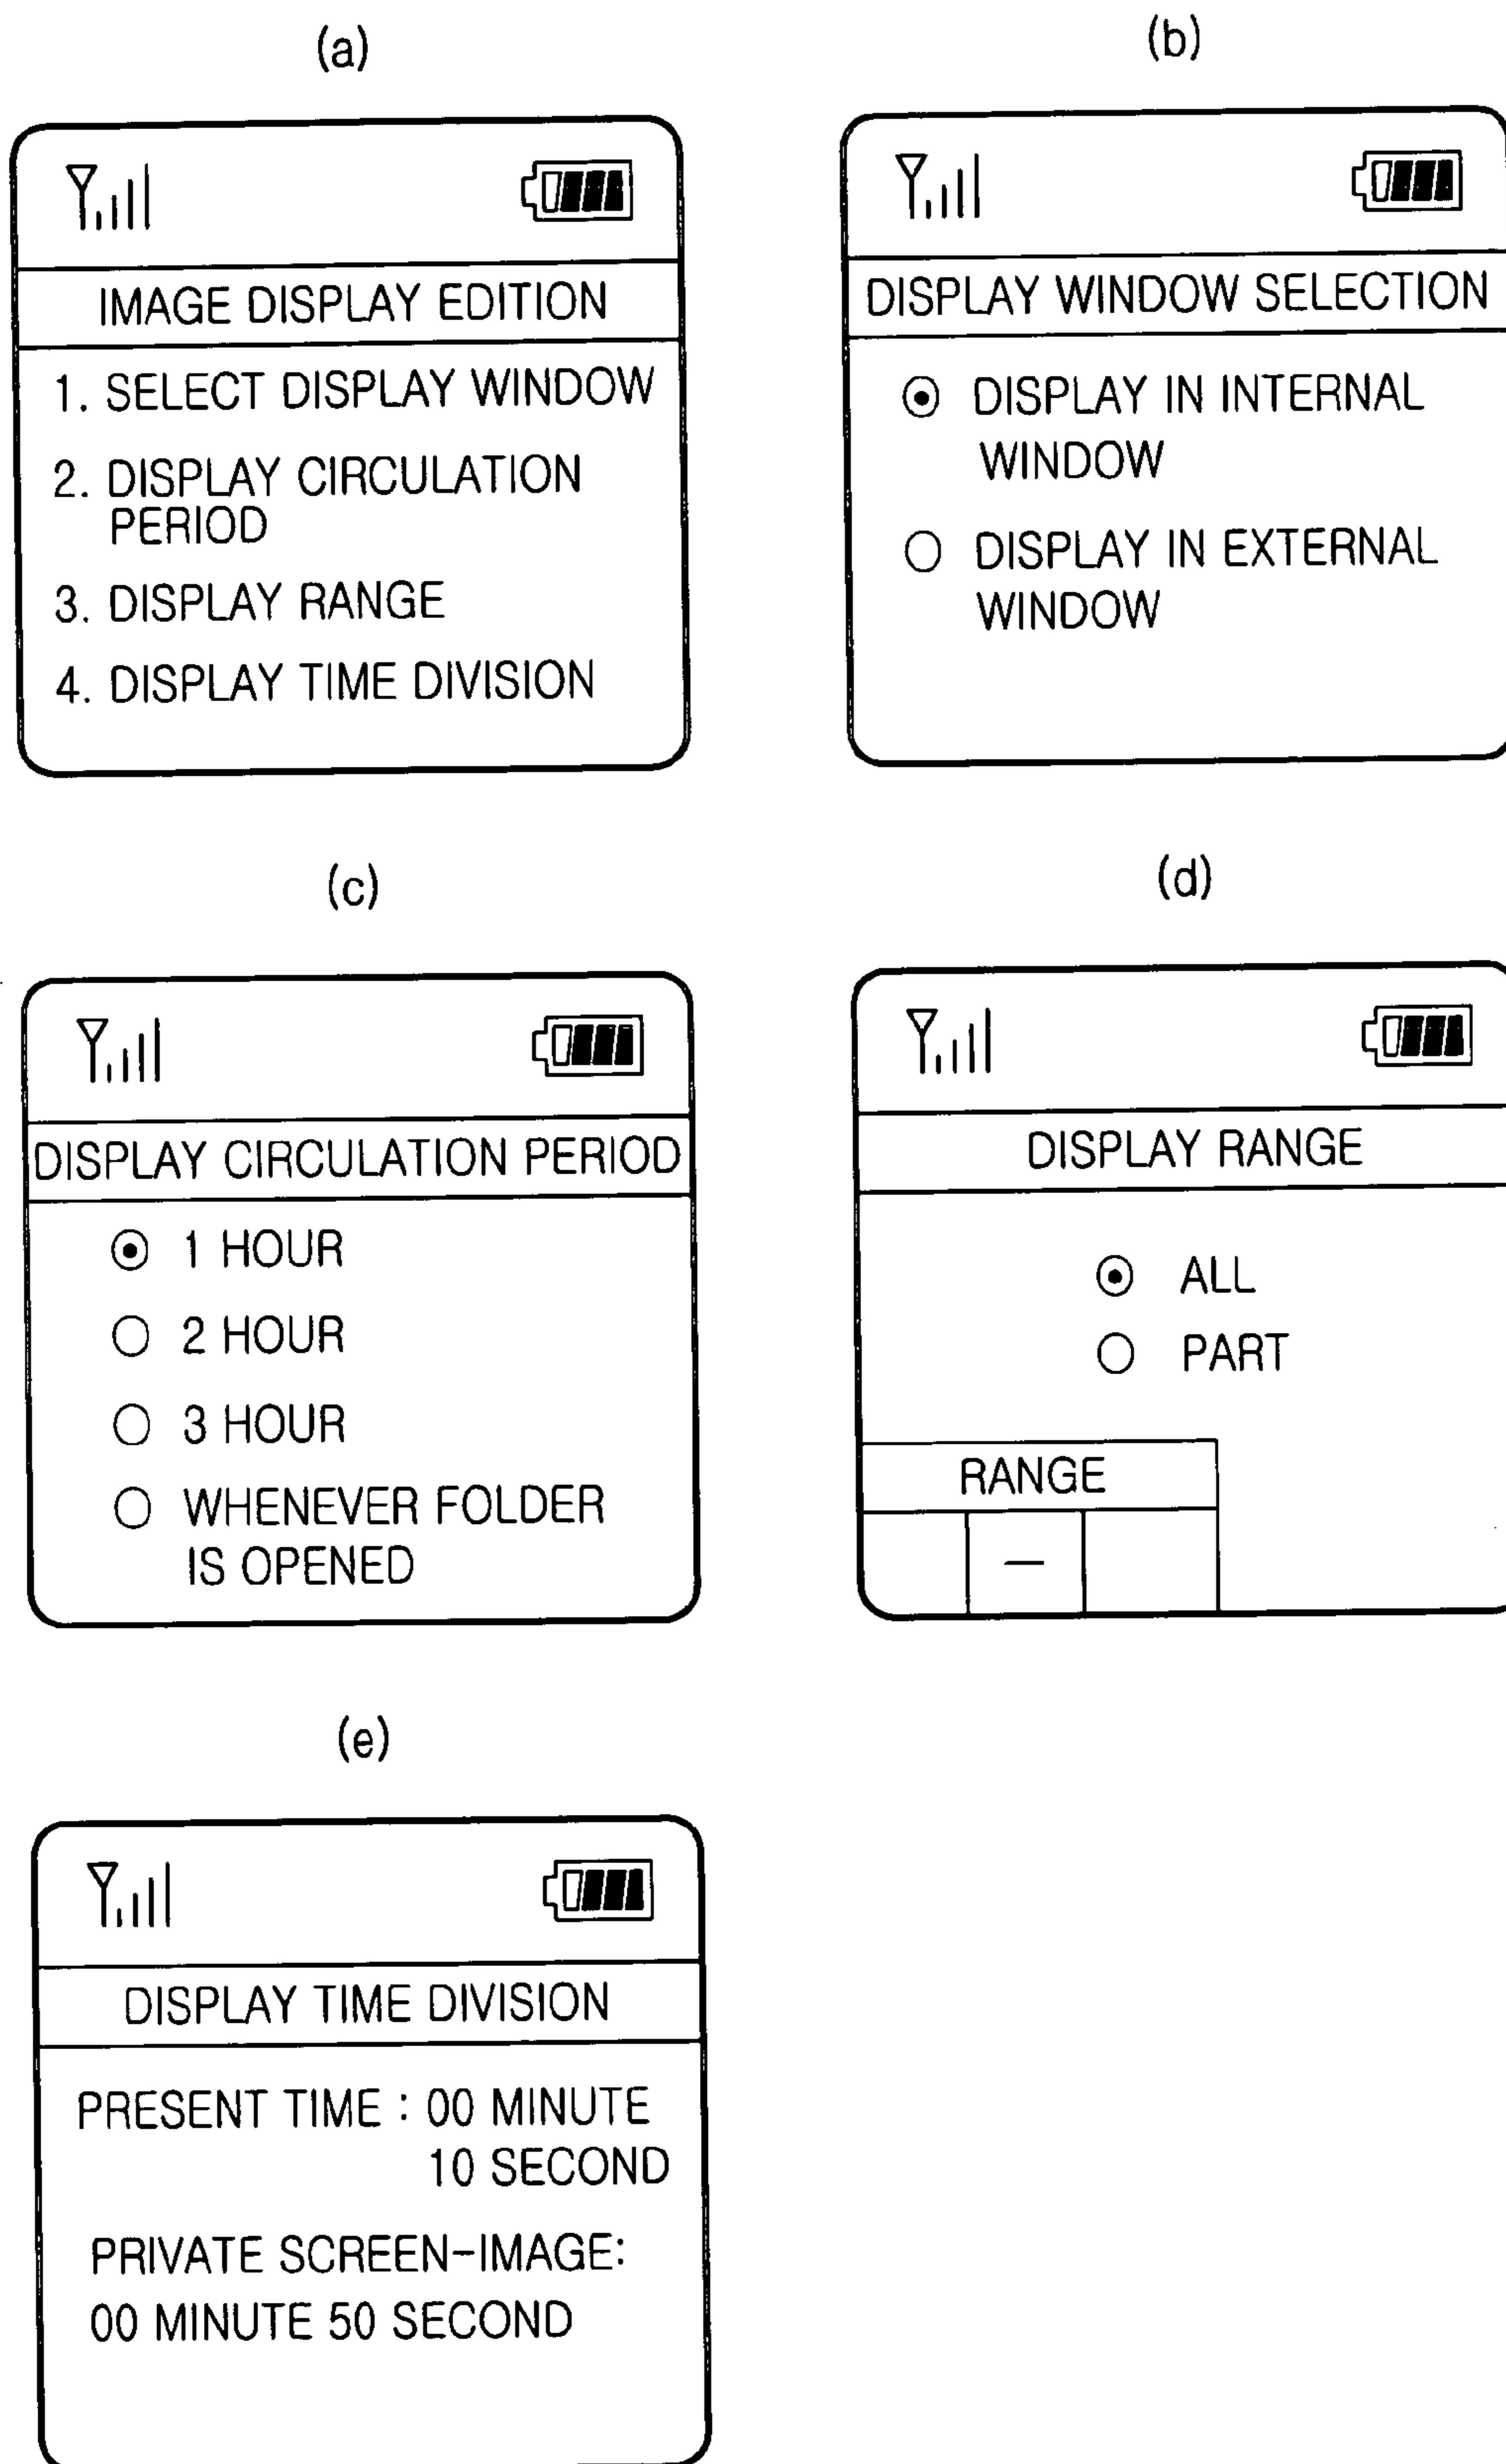 (a)
IMAGE DISPLAY EDITION
1. SELECT DISPLAY WINDOW
2. DISPLAY CIRCULATION
PERIOD
3. DISPLAY RANGE
4. DISPLAY TIME DIVISION
(b)
DISPLAY WINDOW SELECTION
DISPLAY IN INTERNAL
WINDOW
DISPLAY IN EXTERNAL
WINDOW
(c)
DISPLAY CIRCULATION PERIOD
1 HOUR
2 HOUR
3 HOUR
WHENEVER FOLDER
IS OPENED
(d)
DISPLAY RANGE
ALL
PART
RANGE
–
(e)
DISPLAY TIME DIVISION
PRESENT TIME : 00 MINUTE
10 SECOND
PRIVATE SCREEN-IMAGE:
00 MINUTE 50 SECOND